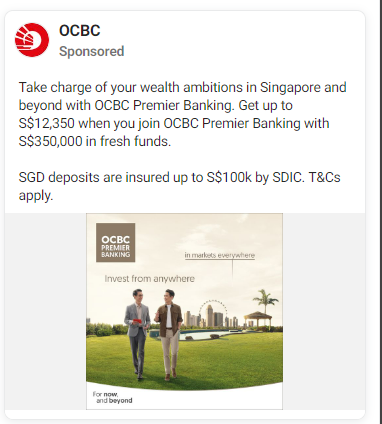 OCBC
Sponsored
Take charge of your wealth ambitions in Singapore and
beyond with OCBC Premier Banking. Get up to
S$12,350 when you join OCBC Premier Banking with
S$350,000 in fresh funds.
SGD deposits are insured up to S$100k by SDIC. T&Cs
apply.
OCBC
PREMIER
BANKING
in markets everywhere
Invest from anywhere
For now,
and beyond